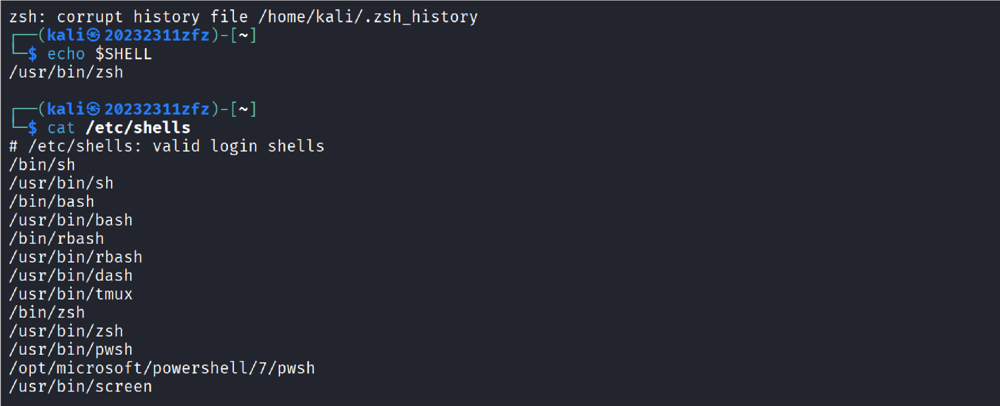 zsh: corrupt history file /home/kali/.zsh_history
┌──(kali㉿20232311zfz)-[~]
└─$ echo $SHELL
/usr/bin/zsh
┌──(kali㉿20232311zfz)-[~]
└─$ cat /etc/shells
# /etc/shells: valid login shells
/bin/sh
/usr/bin/sh
/bin/bash
/usr/bin/bash
/bin/rbash
/usr/bin/rbash
/usr/bin/dash
/usr/bin/tmux
/bin/zsh
/usr/bin/zsh
/usr/bin/pwsh
/opt/microsoft/powershell/7/pwsh
/usr/bin/screen